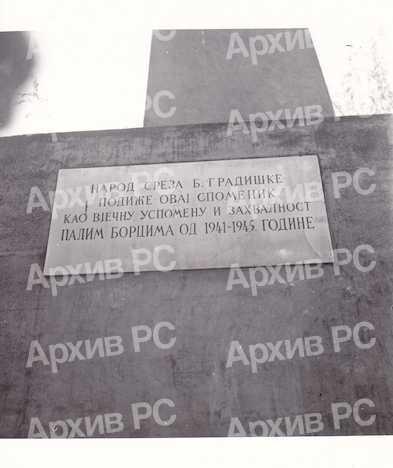 НАРОД СРЕЗА Б. ГРАДИШКЕ
ПОДИЖЕ ОВАЈ СПОМЕНИК
КАО ВЈЕЧНУ УСПОМЕНУ И ЗАХВАЛНОСТ
ПАЛИМ БОРЦИМА ОД 1941-1945. ГОДИНЕ.
Архив РС
Архив РС
Архив РС
Архив РС
Архив РС
Архив РС
Архив РС
Архив РС
Архив РС
Архив РС